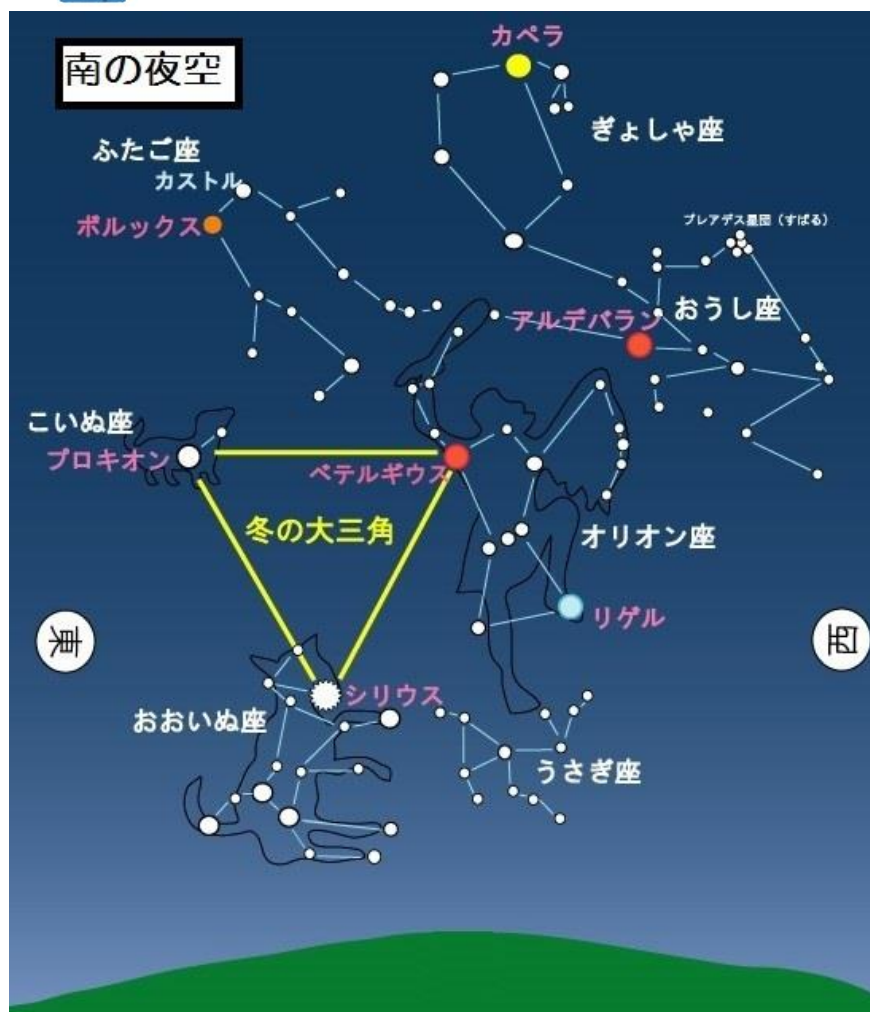 南の夜空
カペラ
ぎょしゃ座
ふたご座
カストル
ポルックス
プレアデス星団（すばる）
おうし座
アルデバラン
こいぬ座
プロキオン
ベテルギウス
冬の大三角
オリオン座
リゲル
東
西
シリウス
おおいぬ座
うさぎ座